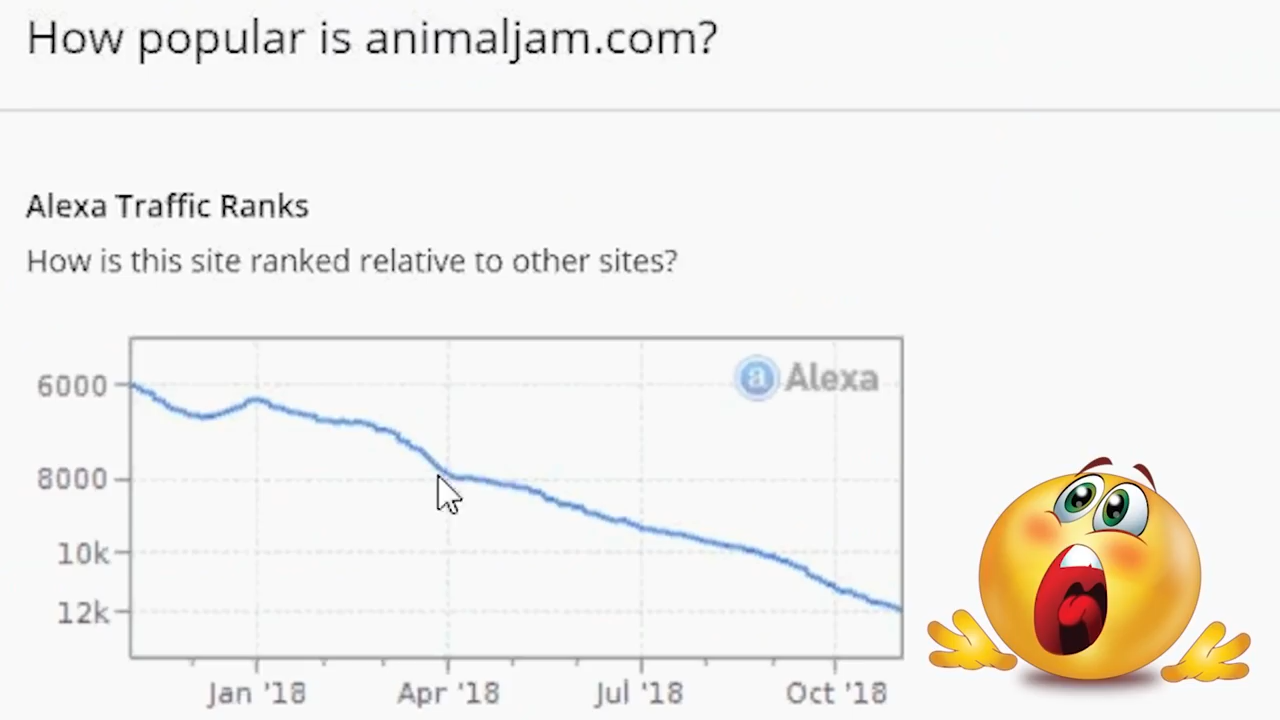 How popular is animaljam.com?
Alexa Traffic Ranks
How is this site ranked relative to other sites?
a Alexa
6000
8000
10k
12k
Jan '18 Apr '18 Jul '18 Oct '18